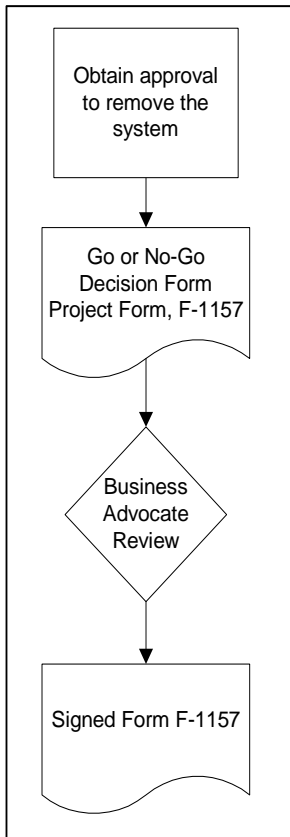 Obtain approval
to remove the
system
Go or No-Go
Decision Form
Project Form, F-1157
Business
Advocate
Review
Signed Form F-1157